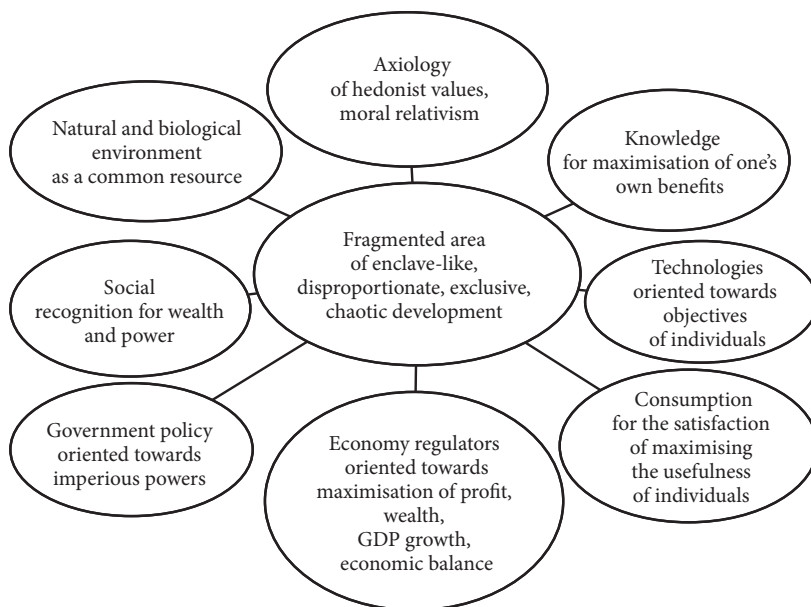 Axiology
of hedonist values,
moral relativism
Natural and biological
environment
as a common resource
Knowledge
for maximisation of one’s
own benefits
Fragmented area
of enclave-like,
disproportionate, exclusive,
chaotic development
Social
recognition for wealth
and power
Technologies
oriented towards
objectives
of individuals
Government policy
oriented towards
imperious powers
Economy regulators
oriented towards
maximisation of profit,
wealth,
GDP growth,
economic balance
Consumption
for the satisfaction
of maximising
the usefulness
of individuals